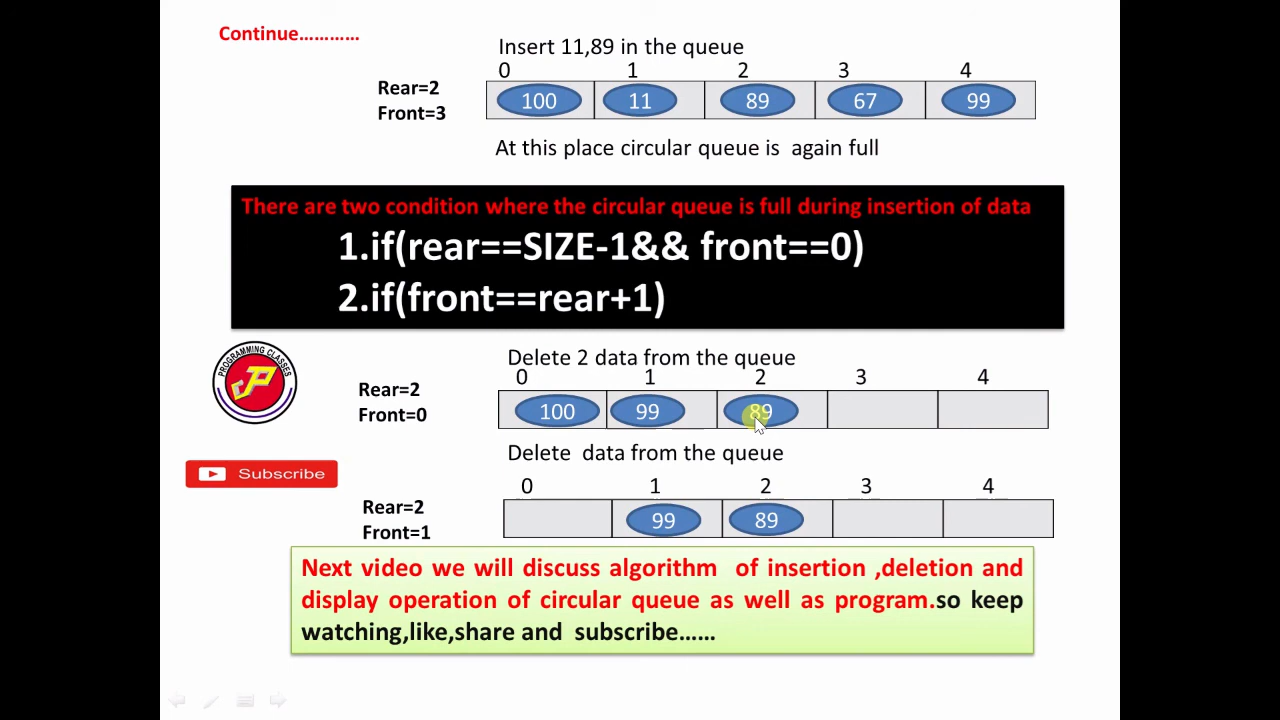 Continue............
Insert 11,89 in the queue
0 1 2 3 4
Rear=2
Front=3
100 11 89 67 99
At this place circular queue is again full
There are two condition where the circular queue is full during insertion of data
1.if(rear==SIZE-1&& front==0)
2.if(front==rear+1)
PROGRAMMING CLASSES
JP
Delete 2 data from the queue
0 1 2 3 4
Rear=2
Front=0
100 99 89
Delete data from the queue
Subscribe
0 1 2 3 4
Rear=2
Front=1
99 89
Next video we will discuss algorithm of insertion ,deletion and
display operation of circular queue as well as program.so keep
watching,like,share and subscribe......